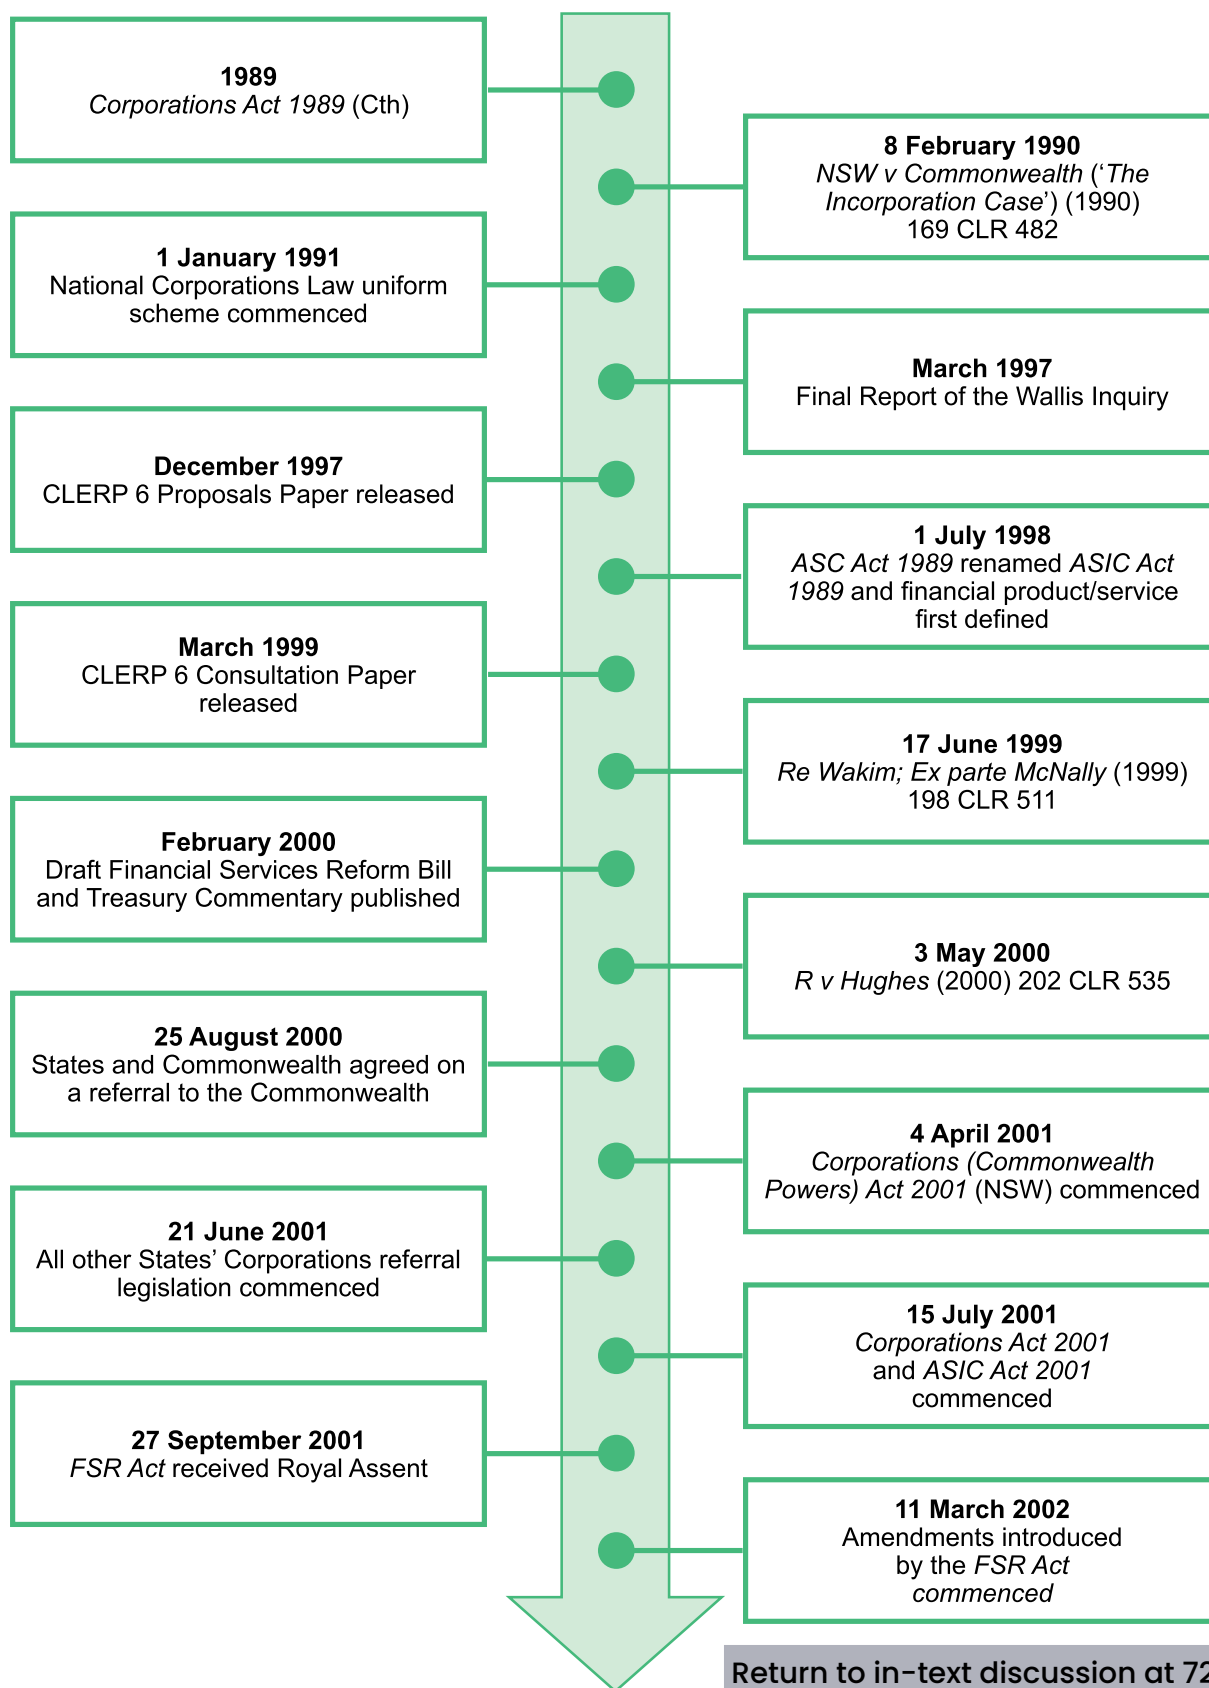 1989
Corporations Act 1989 (Cth)
8 February 1990
NSW v Commonwealth (‘The
Incorporation Case’) (1990)
169 CLR 482
1 January 1991
National Corporations Law uniform
scheme commenced
March 1997
Final Report of the Wallis Inquiry
December 1997
CLERP 6 Proposals Paper released
1 July 1998
ASC Act 1989 renamed ASIC Act
1989 and financial product/service
first defined
March 1999
CLERP 6 Consultation Paper
released
17 June 1999
Re Wakim; Ex parte McNally (1999)
198 CLR 511
February 2000
Draft Financial Services Reform Bill
and Treasury Commentary published
3 May 2000
R v Hughes (2000) 202 CLR 535
25 August 2000
States and Commonwealth agreed on
a referral to the Commonwealth
4 April 2001
Corporations (Commonwealth
Powers) Act 2001 (NSW) commenced
21 June 2001
All other States’ Corporations referral
legislation commenced
15 July 2001
Corporations Act 2001
and ASIC Act 2001
commenced
27 September 2001
FSR Act received Royal Assent
11 March 2002
Amendments introduced
by the FSR Act
commenced
Return to in-text discussion at 72